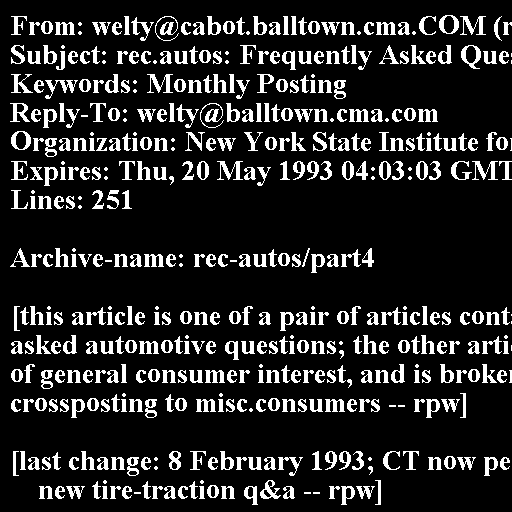 From: welty@cabot.balltown.cma.COM (r
Subject: rec.autos: Frequently Asked Que
Keywords: Monthly Posting
Reply-To: welty@balltown.cma.com
Organization: New York State Institute fo
Expires: Thu, 20 May 1993 04:03:03 GMT
Lines: 251

Archive-name: rec-autos/part4

[this article is one of a pair of articles cont
asked automotive questions; the other arti
of general consumer interest, and is broke
crossposting to misc.consumers -- rpw]

[last change: 8 February 1993; CT now pe
new tire-traction q&a -- rpw]